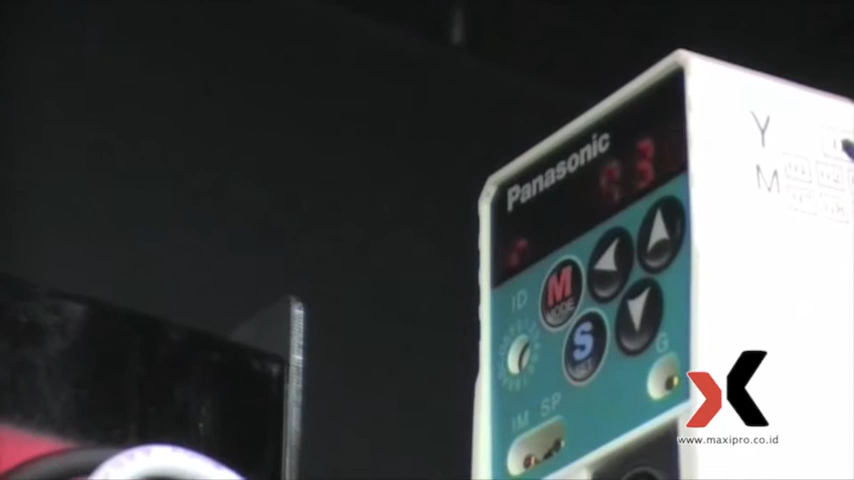 Panasonic
Y
M
M
MODE
ID
S
SET
G
IM SP
www.maxipro.co.id